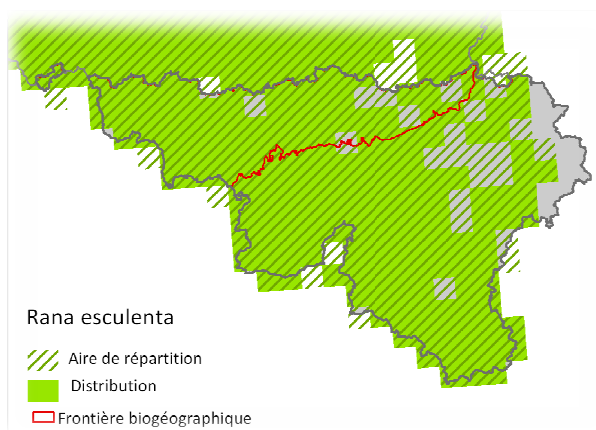 Rana esculenta
Aire de répartition
Distribution
Frontière biogéographique